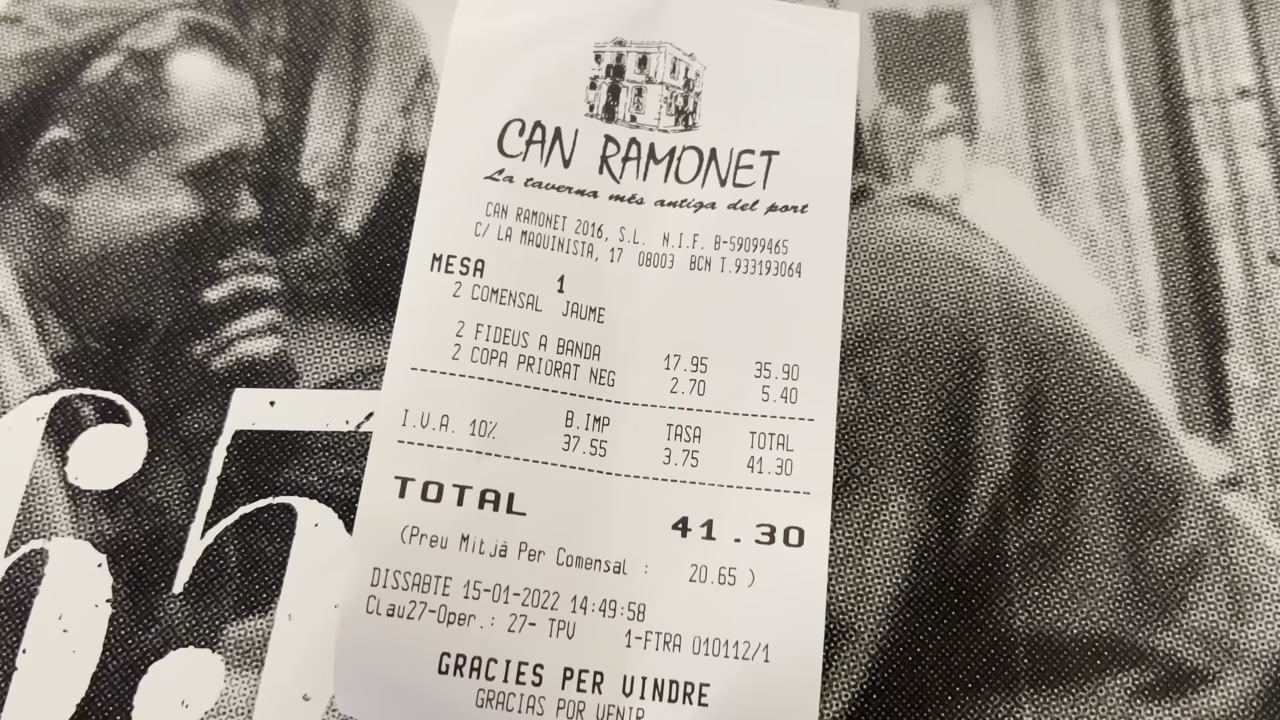 CAN RAMONET
La taverna més antiga del port
CAN RAMONET 2016, S.L. N.I.F. B-59099465
C/ LA MAQUINISTA, 17 08003 BCN T.933193064
MESA 1
2 COMENSAL JAUME
2 FIDEUS A BANDA 17.95 35.90
2 COPA PRIORAT NEG 2.70 5.40
B.IMP TASA TOTAL
I.V.A. 10% 37.55 3.75 41.30
TOTAL 41.30
(Preu Mitjà Per Comensal : 20.65 )
DISSABTE 15-01-2022 14:49:58
Clau27-Oper.: 27- TPV 1-FTRA 010112/1
GRACIES PER VINDRE
GRACIAS POR VENIR